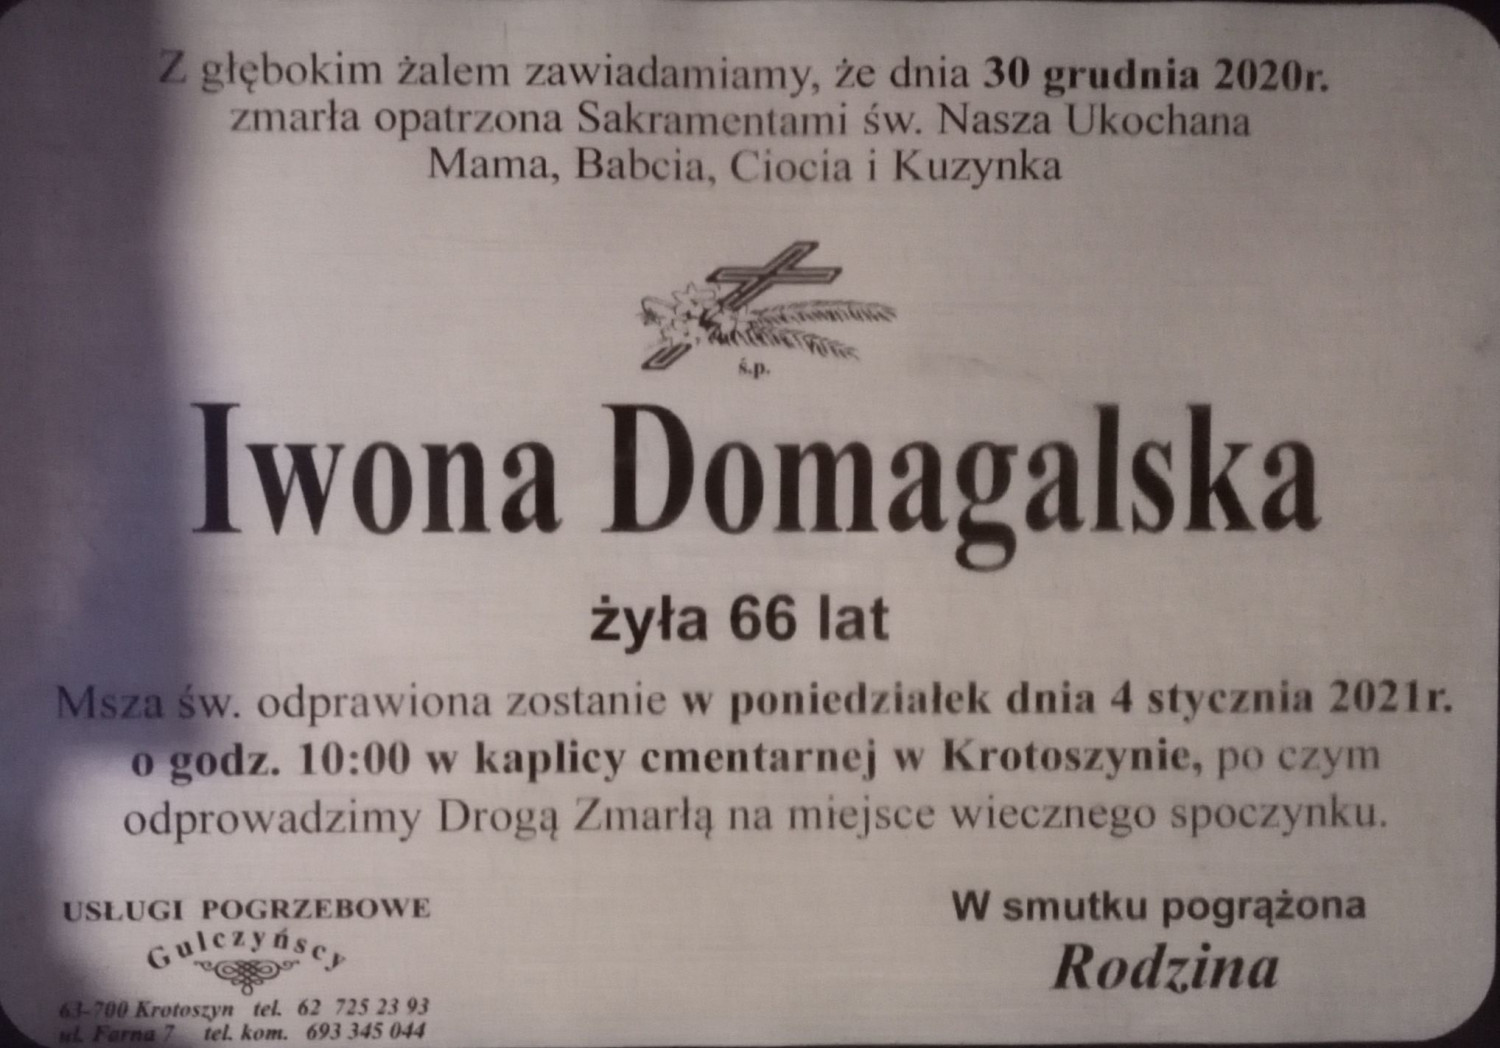 Z głębokim żalem zawiadamiamy, że dnia 30 grudnia 2020r.
zmarła opatrzona Sakramentami św. Nasza Ukochana
Mama, Babcia, Ciocia i Kuzynka
ś.p.
Iwona Domagalska
żyła 66 lat
Msza św. odprawiona zostanie w poniedziałek dnia 4 stycznia 2021r.
o godz. 10:00 w kaplicy cmentarnej w Krotoszynie, po czym
odprowadzimy Drogą Zmarłą na miejsce wiecznego spoczynku.
USŁUGI POGRZEBOWE
Gulczyńscy
63-700 Krotoszyn tel. 62 725 23 93
ul. Farna 7 tel. kom. 693 345 044
W smutku pogrążona
Rodzina